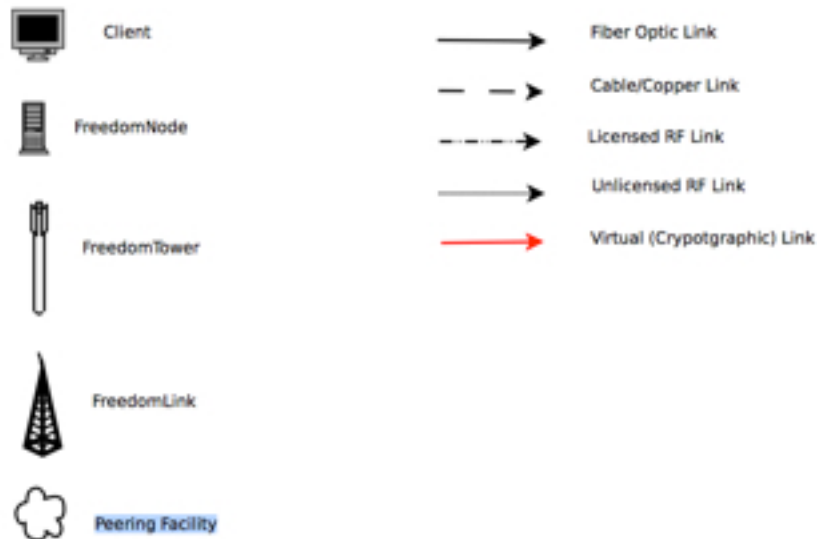 Client
FreedomNode
FreedomTower
FreedomLink
Peering Facility
Fiber Optic Link
Cable/Copper Link
Licensed RF Link
Unlicensed RF Link
Virtual (Crypotgraphic) Link